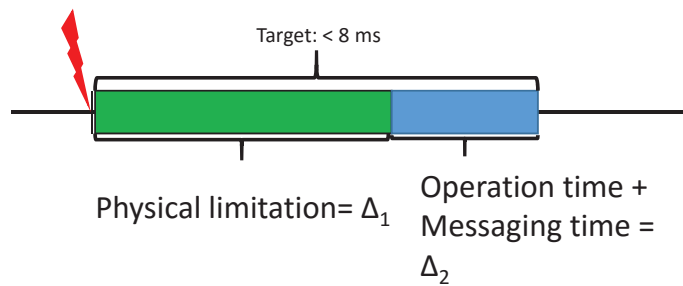 Target: < 8 ms
Physical limitation= Δ₁
Operation time +
Messaging time =
Δ₂